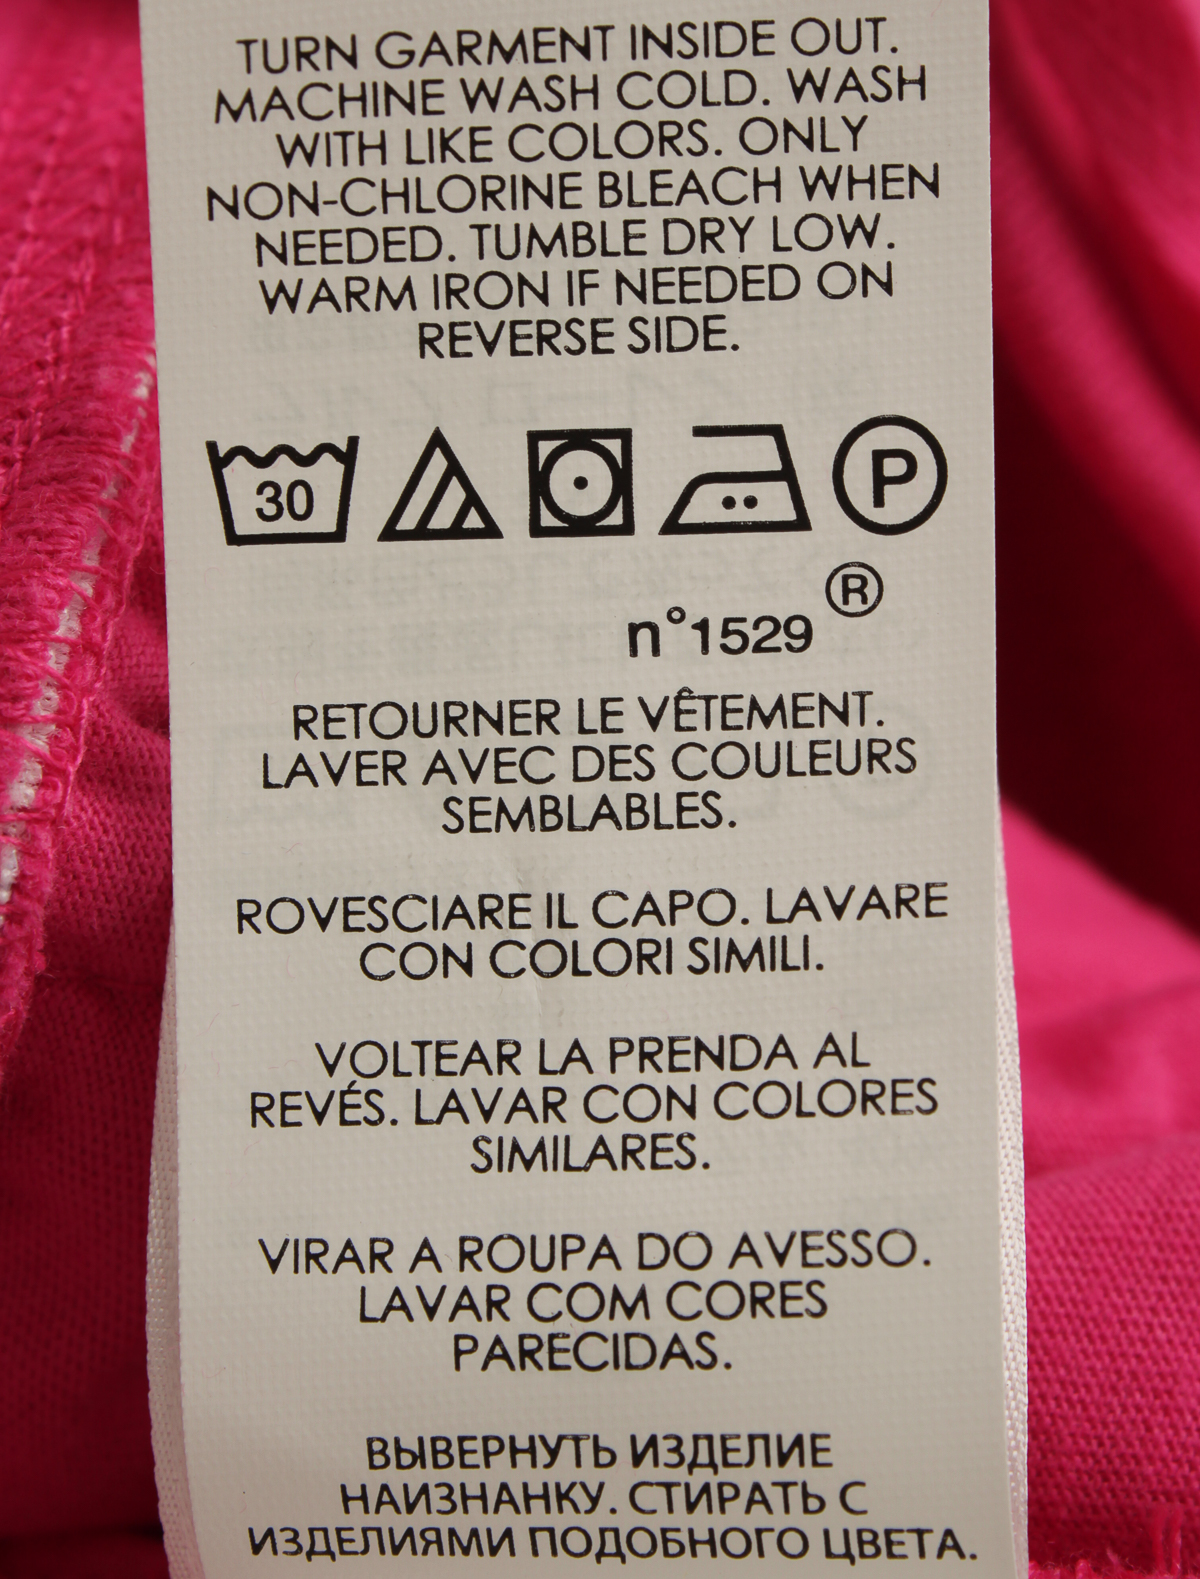 TURN GARMENT INSIDE OUT.
MACHINE WASH COLD. WASH
WITH LIKE COLORS. ONLY
NON-CHLORINE BLEACH WHEN
NEEDED. TUMBLE DRY LOW.
WARM IRON IF NEEDED ON
REVERSE SIDE.
30 P
®
n°1529
RETOURNER LE VÊTEMENT.
LAVER AVEC DES COULEURS
SEMBLABLES.
ROVESCIARE IL CAPO. LAVARE
CON COLORI SIMILI.
VOLTEAR LA PRENDA AL
REVÉS. LAVAR CON COLORES
SIMILARES.
VIRAR A ROUPA DO AVESSO.
LAVAR COM CORES
PARECIDAS.
ВЫВЕРНУТЬ ИЗДЕЛИЕ
НАИЗНАНКУ. СТИРАТЬ С
ИЗДЕЛИЯМИ ПОДОБНОГО ЦВЕТА.